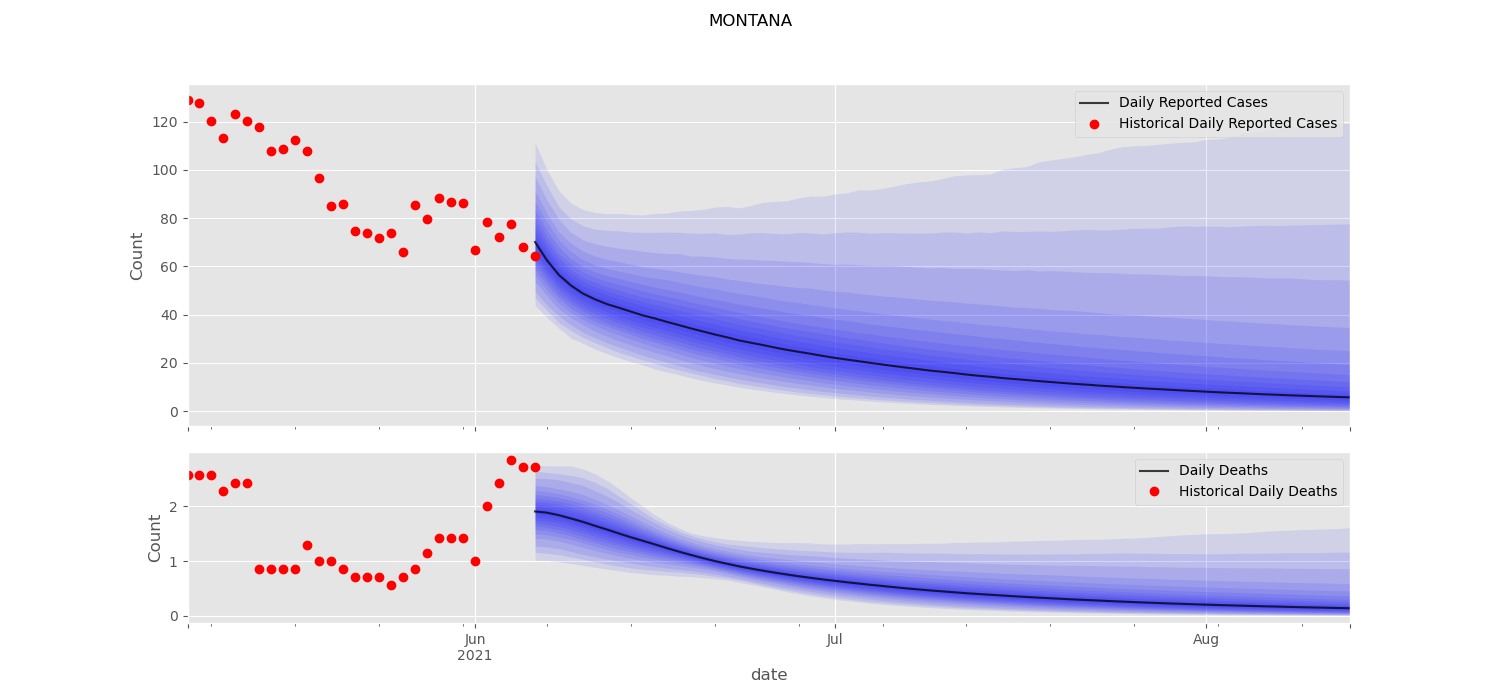 MONTANA
Daily Reported Cases
Historical Daily Reported Cases
120
100
80
60
40
20
0
Count
Daily Deaths
Historical Daily Deaths
2
1
0
Count
Jun
2021
Jul
Aug
date